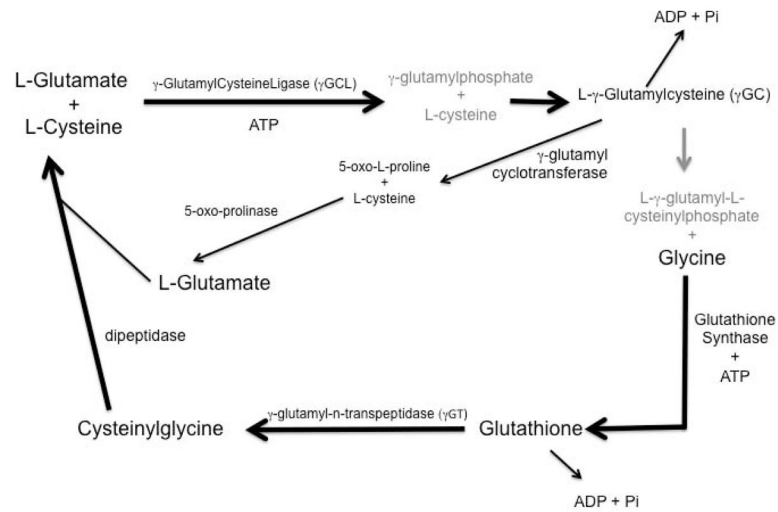 ADP + Pi
L-Glutamate
+
L-Cysteine
γ-GlutamylCysteineLigase (γGCL)
ATP
γ-glutamylphosphate
+
L-cysteine
L-γ-Glutamylcysteine (γGC)
γ-glutamyl
cyclotransferase
5-oxo-L-proline
+
L-cysteine
5-oxo-prolinase
L-Glutamate
L-γ-glutamyl-L-
cysteinylphosphate
+
Glycine
Glutathione
Synthase
+
ATP
dipeptidase
Cysteinylglycine
γ-glutamyl-n-transpeptidase (γGT)
Glutathione
ADP + Pi